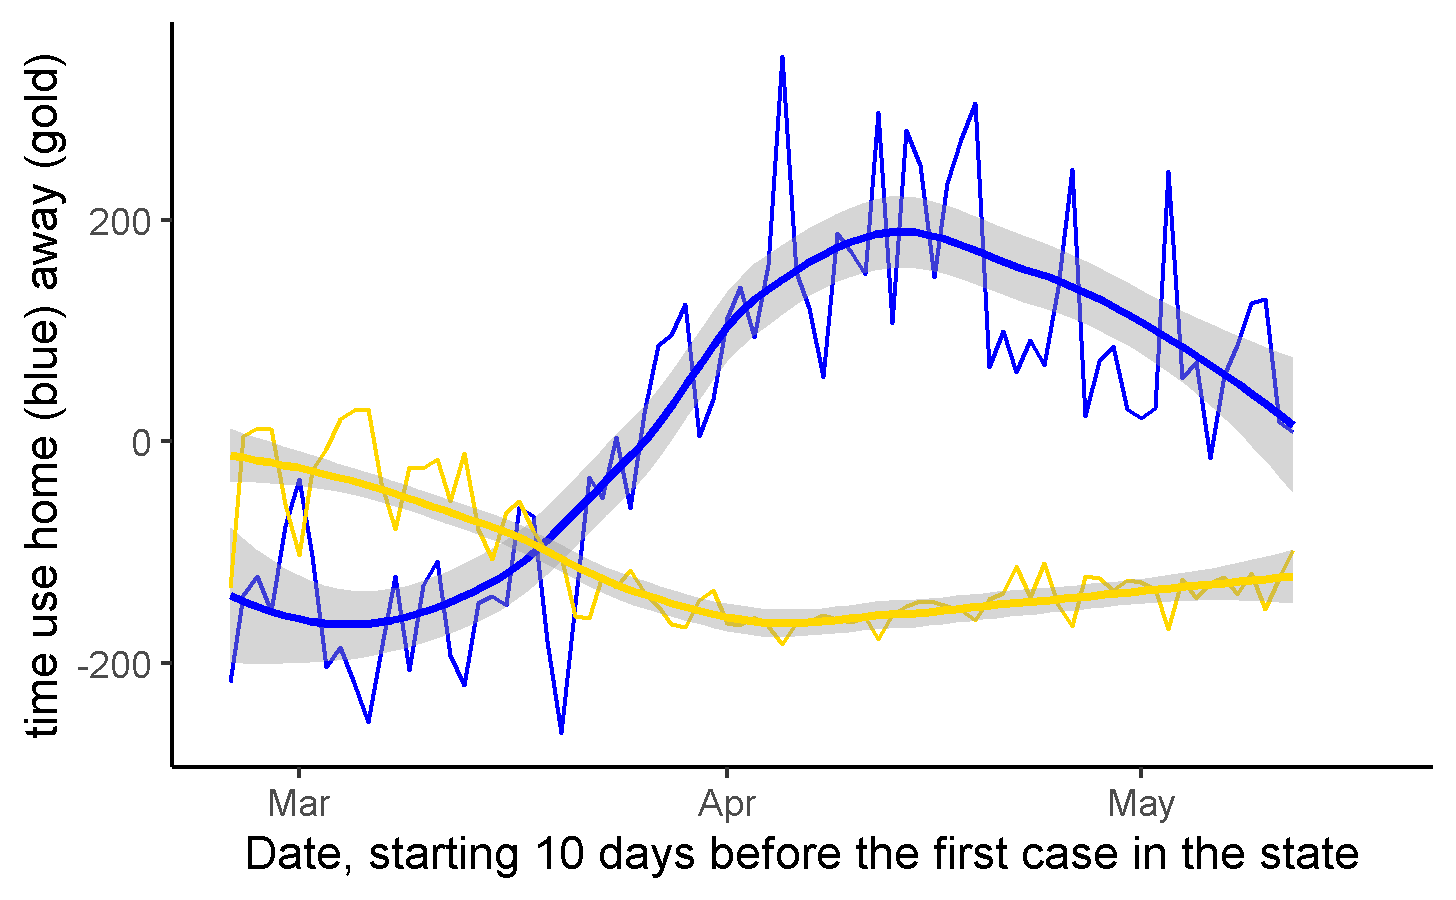 time use home (blue) away (gold)
200
0
-200
Mar
Apr
May
Date, starting 10 days before the first case in the state